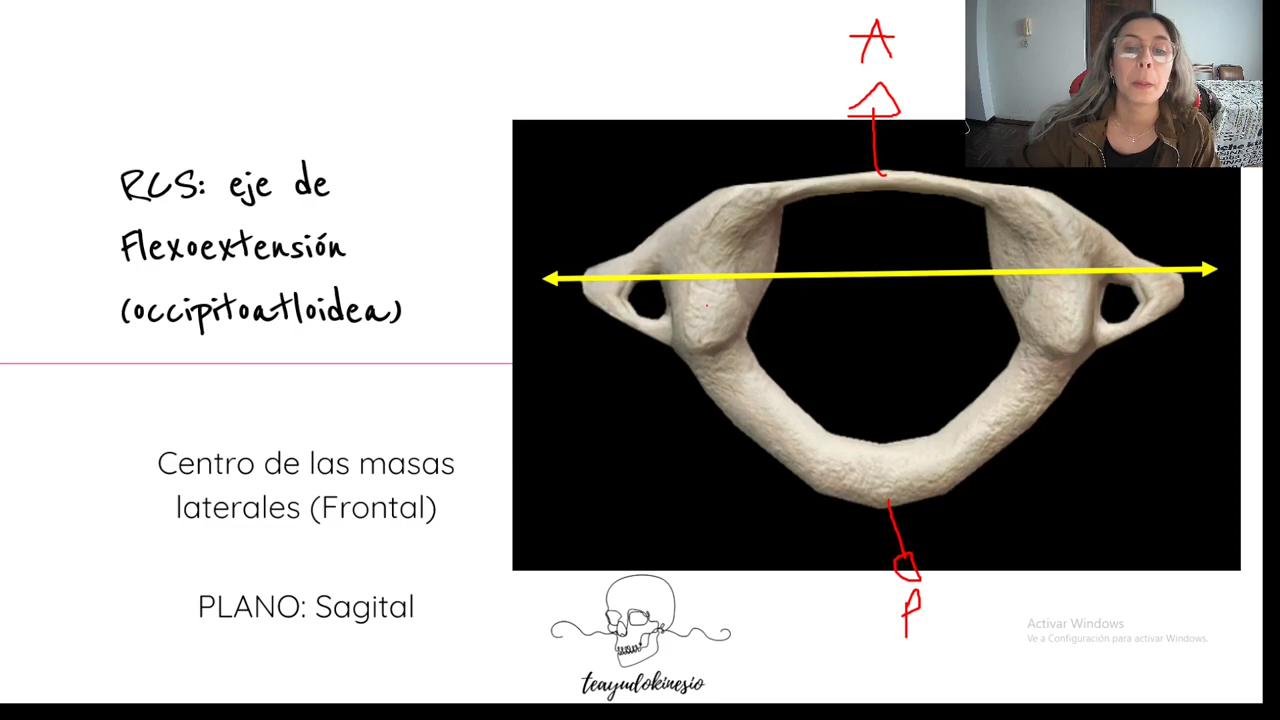 A
RCS: eje de
Flexoextensión
(occipitoatloidea)
Centro de las masas
laterales (Frontal)
PLANO: Sagital
P
teayudokinesio
Activar Windows
Ve a Configuración para activar Windows.